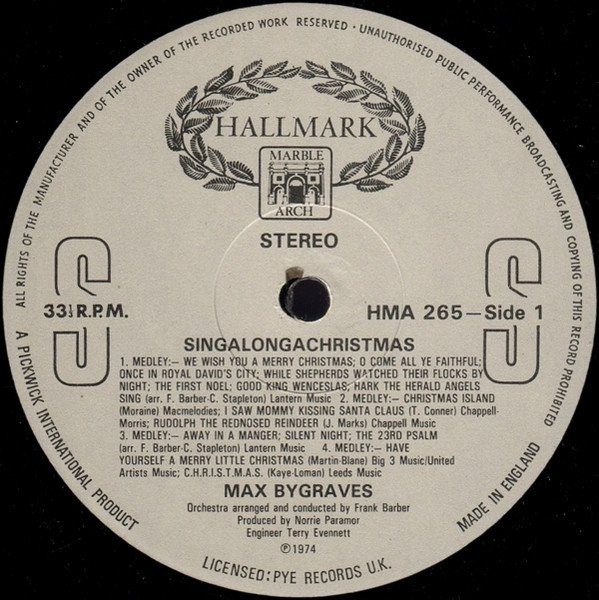 ALL RIGHTS OF THE MANUFACTURER AND OF THE OWNER OF THE RECORDED WORK RESERVED · UNAUTHORISED PUBLIC PERFORMANCE, BROADCASTING AND COPYING OF THIS RECORD PROHIBITED
HALLMARK
MARBLE
ARCH
STEREO
33⅓ R.P.M.
HMA 265—Side 1
SINGALONGACHRISTMAS
1. MEDLEY:— WE WISH YOU A MERRY CHRISTMAS; O COME ALL YE FAITHFUL;
ONCE IN ROYAL DAVID'S CITY; WHILE SHEPHERDS WATCHED THEIR FLOCKS BY
NIGHT; THE FIRST NOEL; GOOD KING WENCESLAS; HARK THE HERALD ANGELS
SING (arr. F. Barber-C. Stapleton) Lantern Music 2. MEDLEY:— CHRISTMAS ISLAND
(Moraine) Macmelodies; I SAW MOMMY KISSING SANTA CLAUS (T. Conner) Chappell-
Morris; RUDOLPH THE REDNOSED REINDEER (J. Marks) Chappell Music
3. MEDLEY:— AWAY IN A MANGER; SILENT NIGHT; THE 23RD PSALM
(arr. F. Barber-C. Stapleton) Lantern Music 4. MEDLEY:— HAVE
YOURSELF A MERRY LITTLE CHRISTMAS (Martin-Blane) Big 3 Music/United
Artists Music; C.H.R.I.S.T.M.A.S. (Kaye-Loman) Leeds Music
MAX BYGRAVES
Orchestra arranged and conducted by Frank Barber
Produced by Norrie Paramor
Engineer Terry Evennett
℗1974
A PICKWICK INTERNATIONAL PRODUCT
LICENSED: PYE RECORDS U.K.
MADE IN ENGLAND